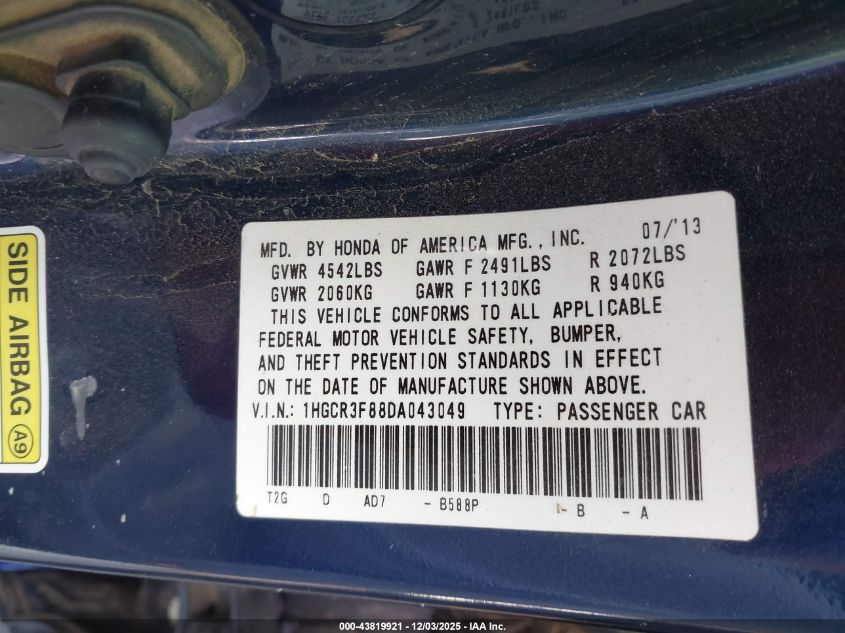 MFD. BY HONDA OF AMERICA MFG., INC. 07/'13
GVWR 4542LBS GAWR F 2491LBS R 2072LBS
GVWR 2060KG GAWR F 1130KG R 940KG
THIS VEHICLE CONFORMS TO ALL APPLICABLE
FEDERAL MOTOR VEHICLE SAFETY, BUMPER,
AND THEFT PREVENTION STANDARDS IN EFFECT
ON THE DATE OF MANUFACTURE SHOWN ABOVE.
V.I.N.: 1HGCR3F88DA043049 TYPE: PASSENGER CAR
T2G D AD7 - B588P - B - A
SIDE AIRBAG A9
000-43819921 - 12/03/2025 - IAA Inc.